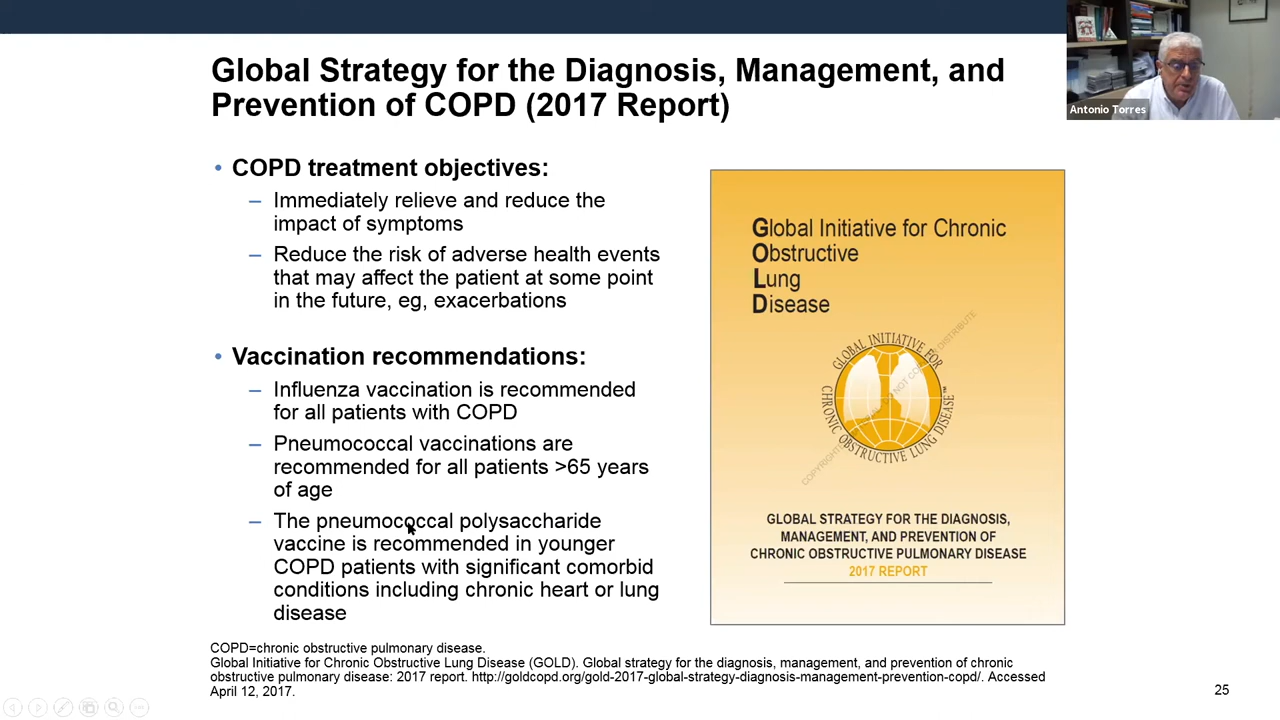 Global Strategy for the Diagnosis, Management, and
Prevention of COPD (2017 Report)
Antonio Torres
• COPD treatment objectives:
– Immediately relieve and reduce the
impact of symptoms
– Reduce the risk of adverse health events
that may affect the patient at some point
in the future, eg, exacerbations
• Vaccination recommendations:
– Influenza vaccination is recommended
for all patients with COPD
– Pneumococcal vaccinations are
recommended for all patients >65 years
of age
– The pneumococcal polysaccharide
vaccine is recommended in younger
COPD patients with significant comorbid
conditions including chronic heart or lung
disease
Global Initiative for Chronic
Obstructive
Lung
Disease
GLOBAL INITIATIVE FOR
CHRONIC OBSTRUCTIVE LUNG DISEASE™
GLOBAL STRATEGY FOR THE DIAGNOSIS,
MANAGEMENT, AND PREVENTION OF
CHRONIC OBSTRUCTIVE PULMONARY DISEASE
2017 REPORT
COPD=chronic obstructive pulmonary disease.
Global Initiative for Chronic Obstructive Lung Disease (GOLD). Global strategy for the diagnosis, management, and prevention of chronic
obstructive pulmonary disease: 2017 report. http://goldcopd.org/gold-2017-global-strategy-diagnosis-management-prevention-copd/. Accessed
April 12, 2017.
25